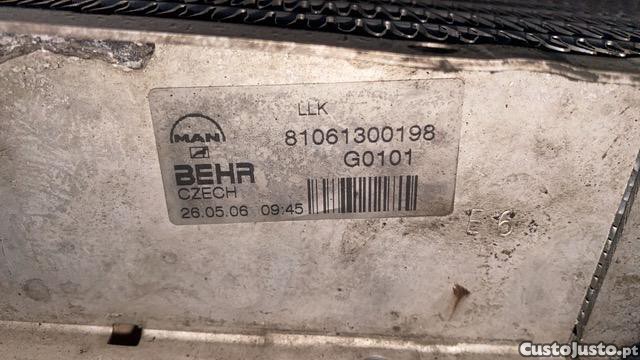 LLK
MAN
81061300198
G0101
BEHR
CZECH
26.05.06 09:45
E 6
CustoJusto.pt